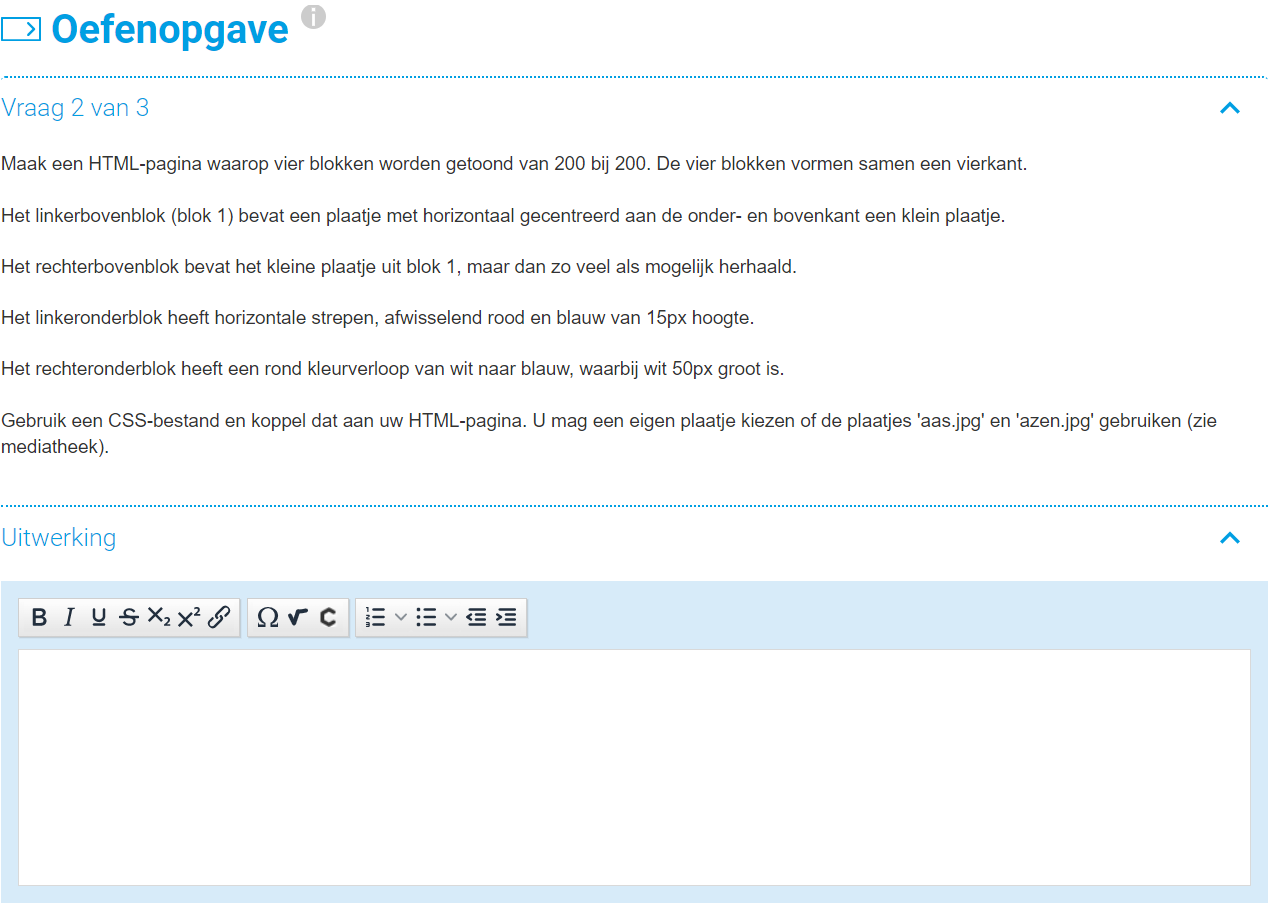 Oefenopgave
Vraag 2 van 3
Maak een HTML-pagina waarop vier blokken worden getoond van 200 bij 200. De vier blokken vormen samen een vierkant.
Het linkerbovenblok (blok 1) bevat een plaatje met horizontaal gecentreerd aan de onder- en bovenkant een klein plaatje.
Het rechterbovenblok bevat het kleine plaatje uit blok 1, maar dan zo veel als mogelijk herhaald.
Het linkeronderblok heeft horizontale strepen, afwisselend rood en blauw van 15px hoogte.
Het rechteronderblok heeft een rond kleurverloop van wit naar blauw, waarbij wit 50px groot is.
Gebruik een CSS-bestand en koppel dat aan uw HTML-pagina. U mag een eigen plaatje kiezen of de plaatjes 'aas.jpg' en 'azen.jpg' gebruiken (zie
mediatheek).
Uitwerking
B I U S X₂ X² Ω √ C